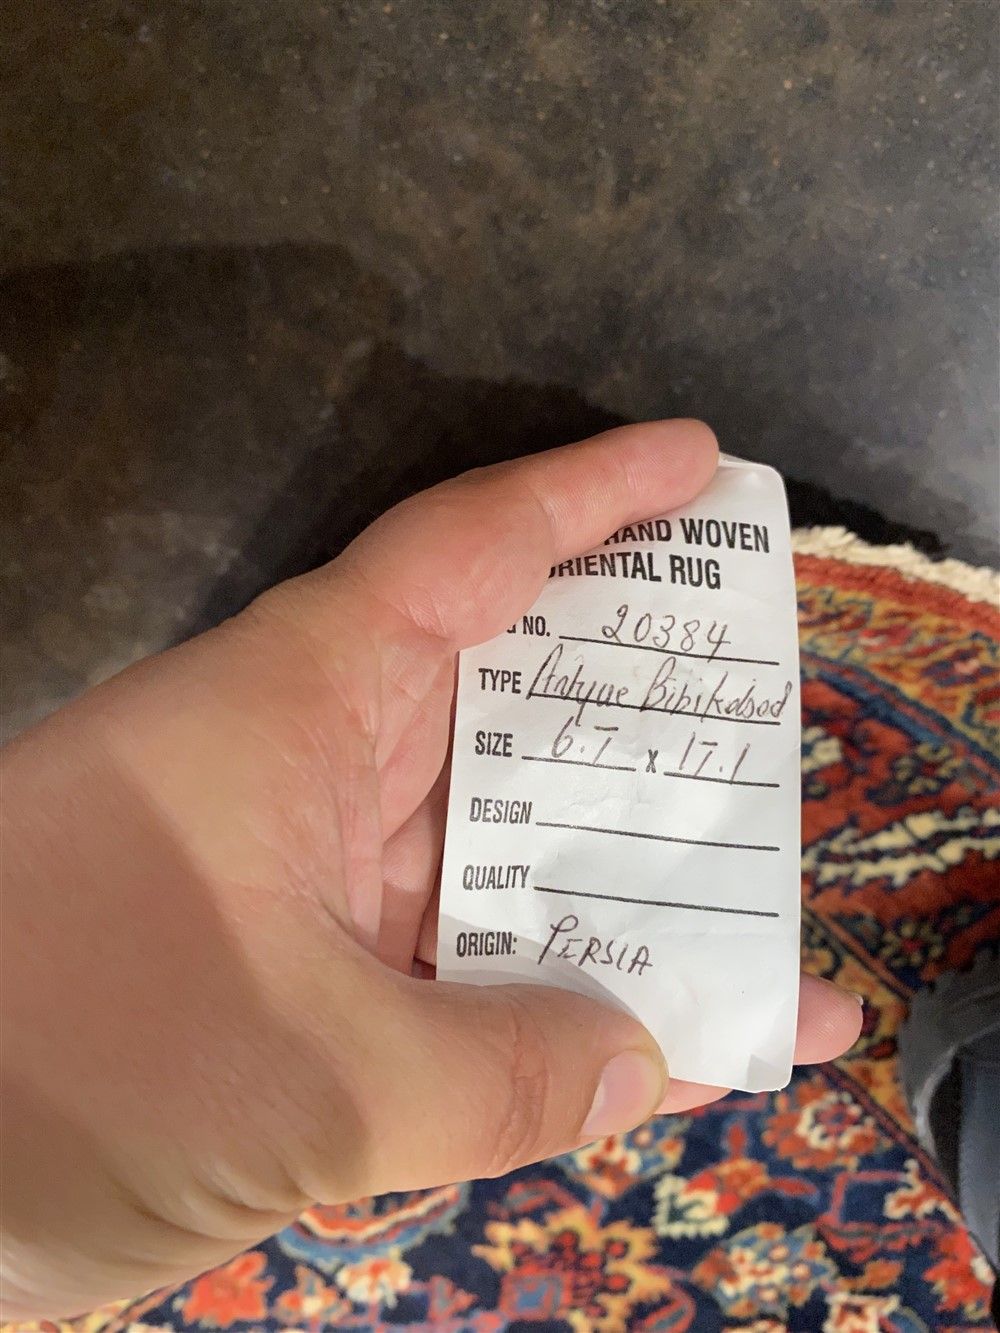 HAND WOVEN
ORIENTAL RUG
NO. 20384
TYPE Antique Bibikabad
SIZE 6.7 x 17.1
DESIGN
QUALITY
ORIGIN: PERSIA